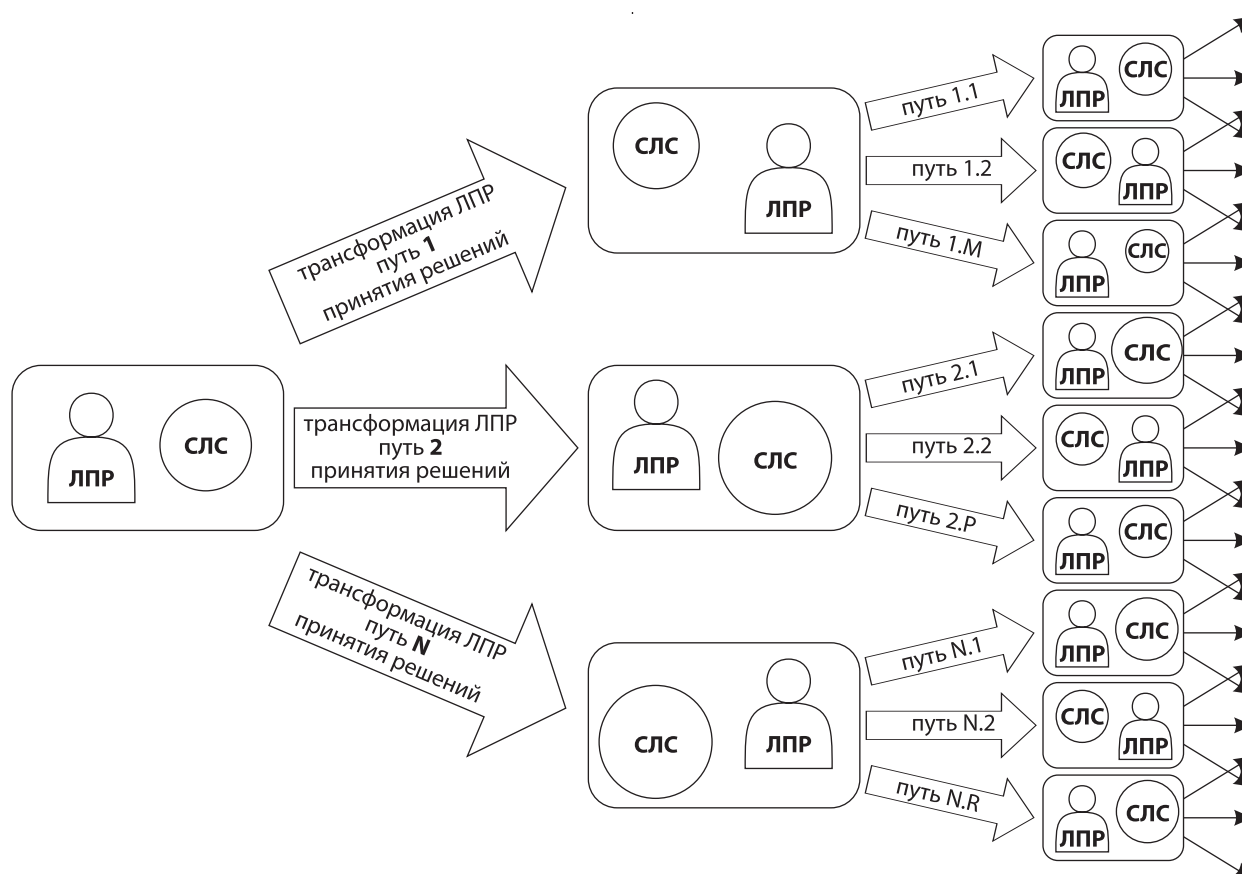 ЛПР
СЛС
трансформация ЛПР
путь 1
принятия решений
трансформация ЛПР
путь 2
принятия решений
трансформация ЛПР
путь N
принятия решений
СЛС
ЛПР
ЛПР
СЛС
СЛС
ЛПР
путь 1.1
путь 1.2
путь 1.M
путь 2.1
путь 2.2
путь 2.P
путь N.1
путь N.2
путь N.R
ЛПР
СЛС
СЛС
ЛПР
ЛПР
СЛС
ЛПР
СЛС
СЛС
ЛПР
ЛПР
СЛС
ЛПР
СЛС
СЛС
ЛПР
ЛПР
СЛС